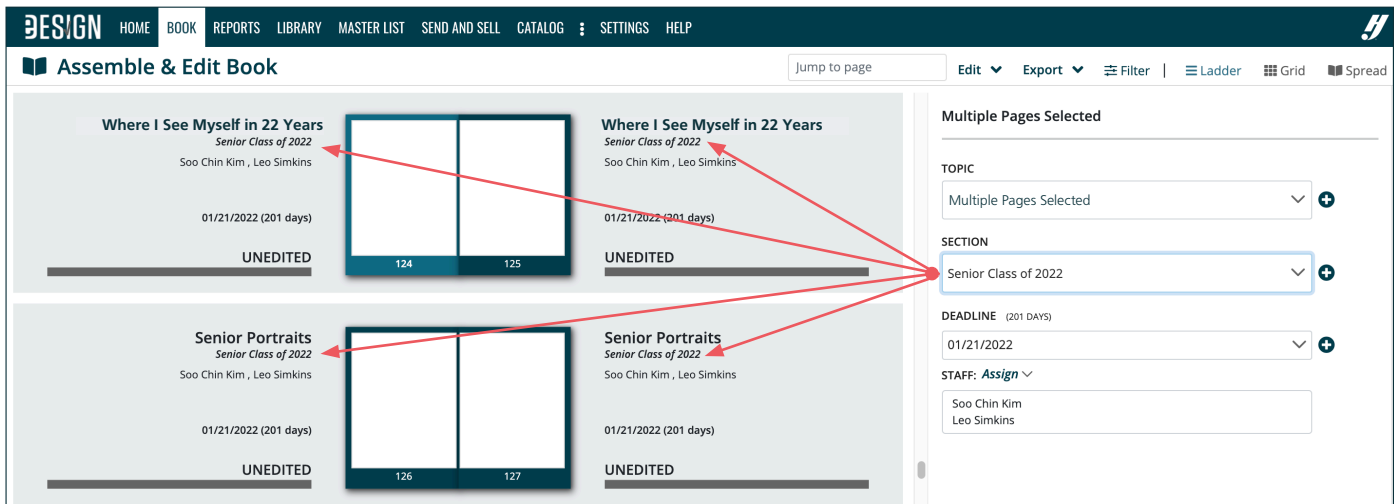 DESIGN HOME BOOK REPORTS LIBRARY MASTER LIST SEND AND SELL CATALOG SETTINGS HELP HJ
Assemble & Edit Book Jump to page Edit Export Filter | Ladder Grid Spread
Where I See Myself in 22 Years
Senior Class of 2022
Soo Chin Kim , Leo Simkins
01/21/2022 (201 days)
UNEDITED
124 125
Where I See Myself in 22 Years
Senior Class of 2022
Soo Chin Kim , Leo Simkins
01/21/2022 (201 days)
UNEDITED
Senior Portraits
Senior Class of 2022
Soo Chin Kim , Leo Simkins
01/21/2022 (201 days)
UNEDITED
126 127
Senior Portraits
Senior Class of 2022
Soo Chin Kim , Leo Simkins
01/21/2022 (201 days)
UNEDITED
Multiple Pages Selected
TOPIC
Multiple Pages Selected
SECTION
Senior Class of 2022
DEADLINE (201 DAYS)
01/21/2022
STAFF: Assign
Soo Chin Kim
Leo Simkins